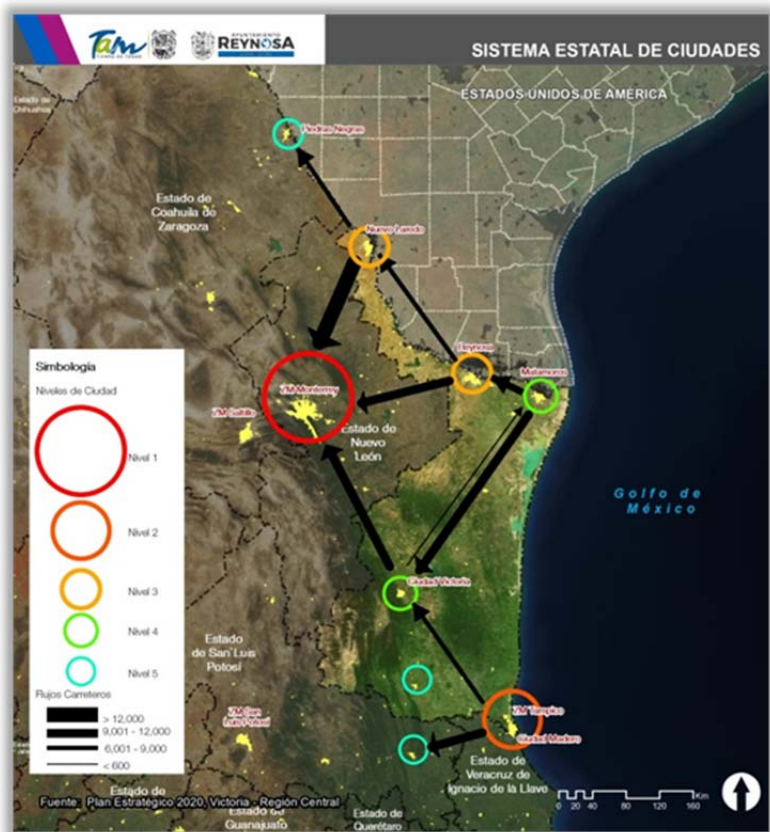 Tam
AYUNTAMIENTO
REYNOSA
SISTEMA ESTATAL DE CIUDADES
Estado de
Chihuahua
ESTADOS UNIDOS DE AMÉRICA
Piedras Negras
Estado de
Coahuila de
Zaragoza
Nuevo Laredo
Reynosa
Matamoros
ZM Monterrey
ZM Saltillo
Estado de
Nuevo
León
Golfo de
México
Ciudad Victoria
Estado
de San Luis
Potosí
ZM San
Luis Potosí
ZM Tampico
Ciudad Madero
Estado de
Veracruz de
Ignacio de la Llave
Simbología
Niveles de Ciudad
Nivel 1
Nivel 2
Nivel 3
Nivel 4
Nivel 5
Flujos Carreteros
> 12,000
9,001 - 12,000
6,001 - 9,000
< 600
Estado de
Fuente: Plan Estratégico 2020, Victoria - Región Central
Estado de
Guanajuato
Estado de
Querétaro
Km
0 20 40 80 120 160